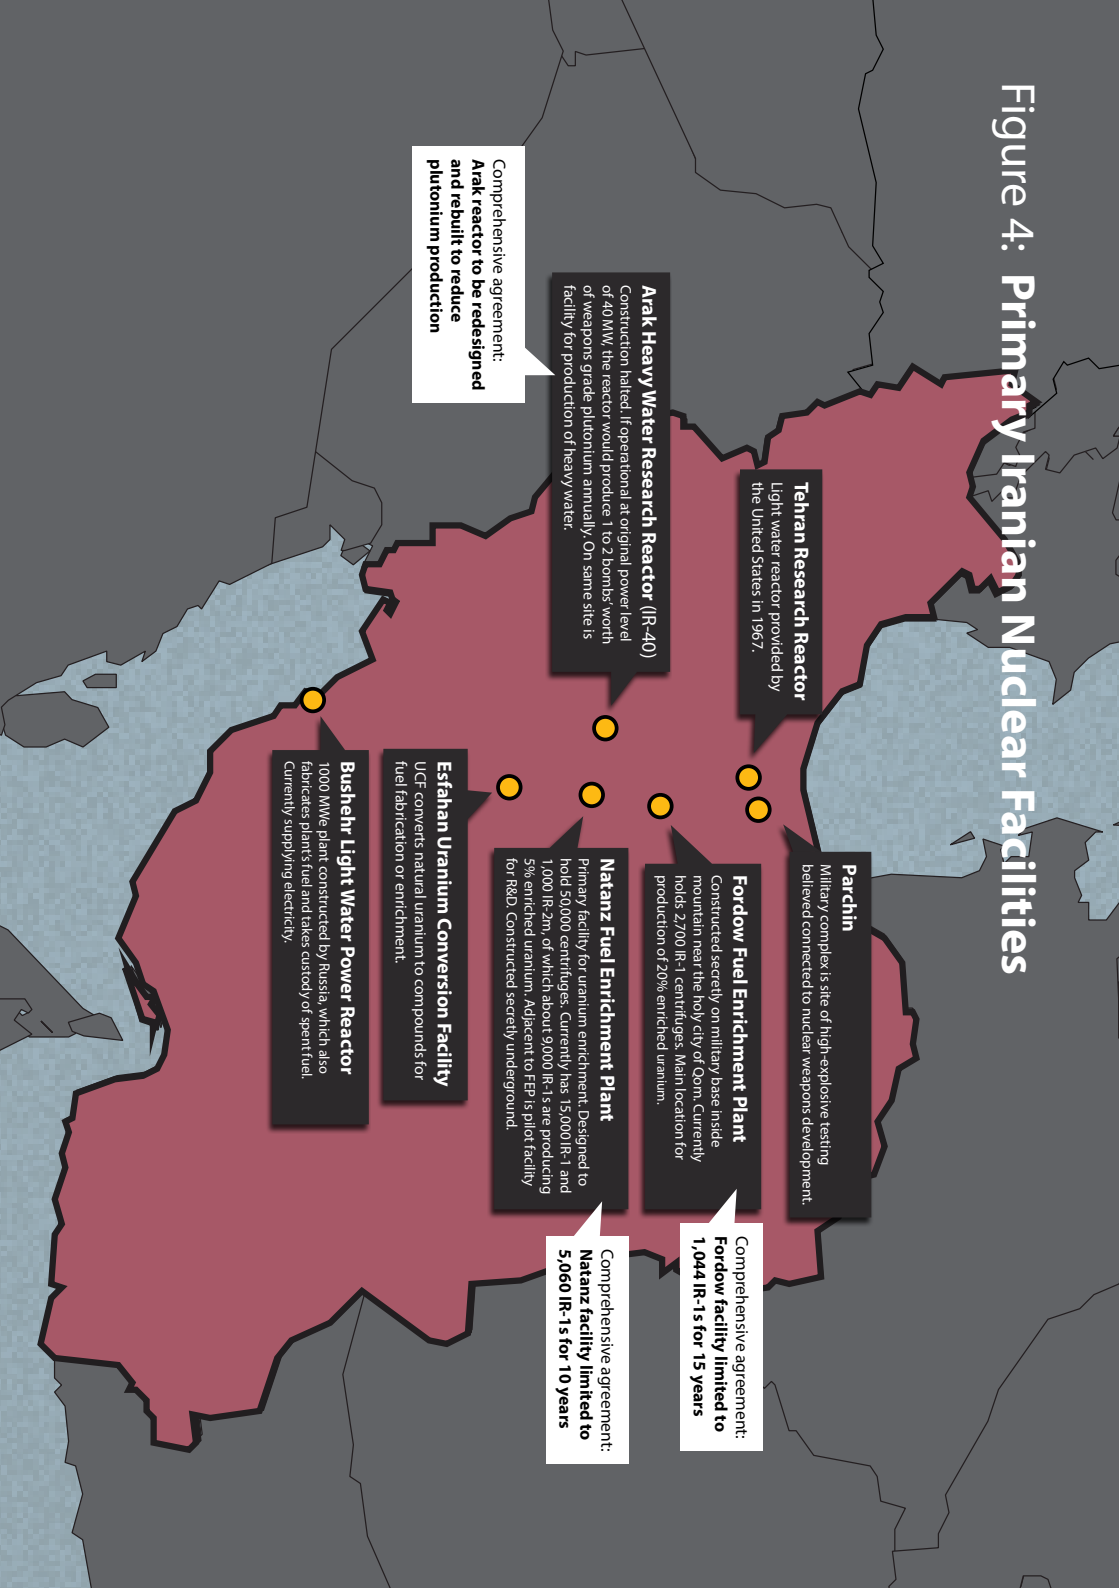 Figure 4: Primary Iranian Nuclear Facilities
Tehran Research Reactor
Light water reactor provided by
the United States in 1967.
Parchin
Military complex is site of high-explosive testing
believed connected to nuclear weapons development.
Arak Heavy Water Research Reactor (IR-40)
Construction halted. If operational at original power level
of 40 MW, the reactor would produce 1 to 2 bombs’ worth
of weapons grade plutonium annually. On same site is
facility for production of heavy water.
Comprehensive agreement:
Arak reactor to be redesigned
and rebuilt to reduce
plutonium production
Fordow Fuel Enrichment Plant
Constructed secretly on military base inside
mountain near the holy city of Qom. Currently
holds 2,700 IR-1 centrifuges. Main location for
production of 20% enriched uranium.
Comprehensive agreement:
Fordow facility limited to
1,044 IR-1s for 15 years
Natanz Fuel Enrichment Plant
Primary facility for uranium enrichment. Designed to
hold 50,000 centrifuges. Currently has 15,000 IR-1 and
1,000 IR-2m, of which about 9,000 IR-1s are producing
5% enriched uranium. Adjacent to FEP is pilot facility
for R&D. Constructed secretly underground.
Comprehensive agreement:
Natanz facility limited to
5,060 IR-1s for 10 years
Esfahan Uranium Conversion Facility
UCF converts natural uranium to compounds for
fuel fabrication or enrichment.
Bushehr Light Water Power Reactor
1000 MWe plant constructed by Russia, which also
fabricates plant’s fuel and takes custody of spent fuel.
Currently supplying electricity.